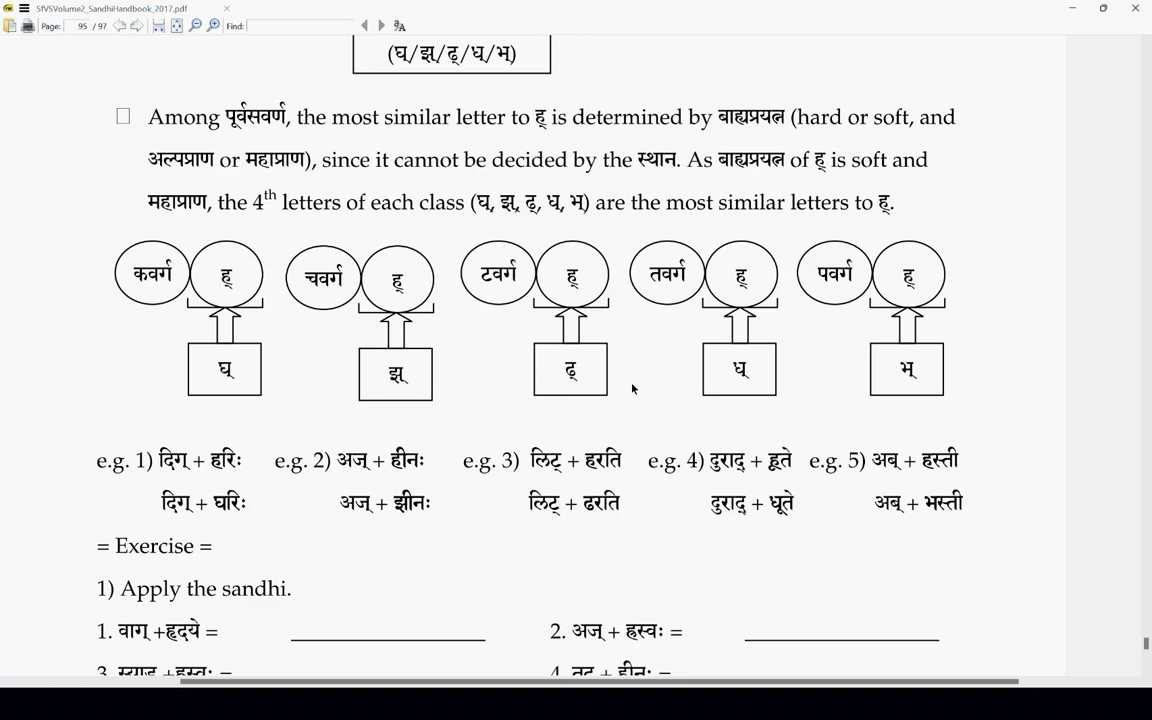 SfVSVolume2_SandhiHandbook_2017.pdf
Page: 95 / 97 Find:
(घ्/झ्/ढ्/ध्/भ्)
Among पूर्वसवर्ण, the most similar letter to ह् is determined by बाह्यप्रयत्न (hard or soft, and
अल्पप्राण or महाप्राण), since it cannot be decided by the स्थान. As बाह्यप्रयत्न of ह् is soft and
महाप्राण, the 4th letters of each class (घ्, झ्, ढ्, ध्, भ्) are the most similar letters to ह्.
कवर्ग ह् चवर्ग ह् टवर्ग ह् तवर्ग ह् पवर्ग ह्
घ् झ् ढ् ध् भ्
e.g. 1) दिग् + हरिः e.g. 2) अज् + हीनः e.g. 3) लिट् + हरति e.g. 4) दुराद् + हूते e.g. 5) अब् + हस्ती
दिग् + घरिः अज् + झीनः लिट् + ढरति दुराद् + धूते अब् + भस्ती
= Exercise =
1) Apply the sandhi.
1. वाग् +हृदये = 2. अज् + ह्रस्वः =